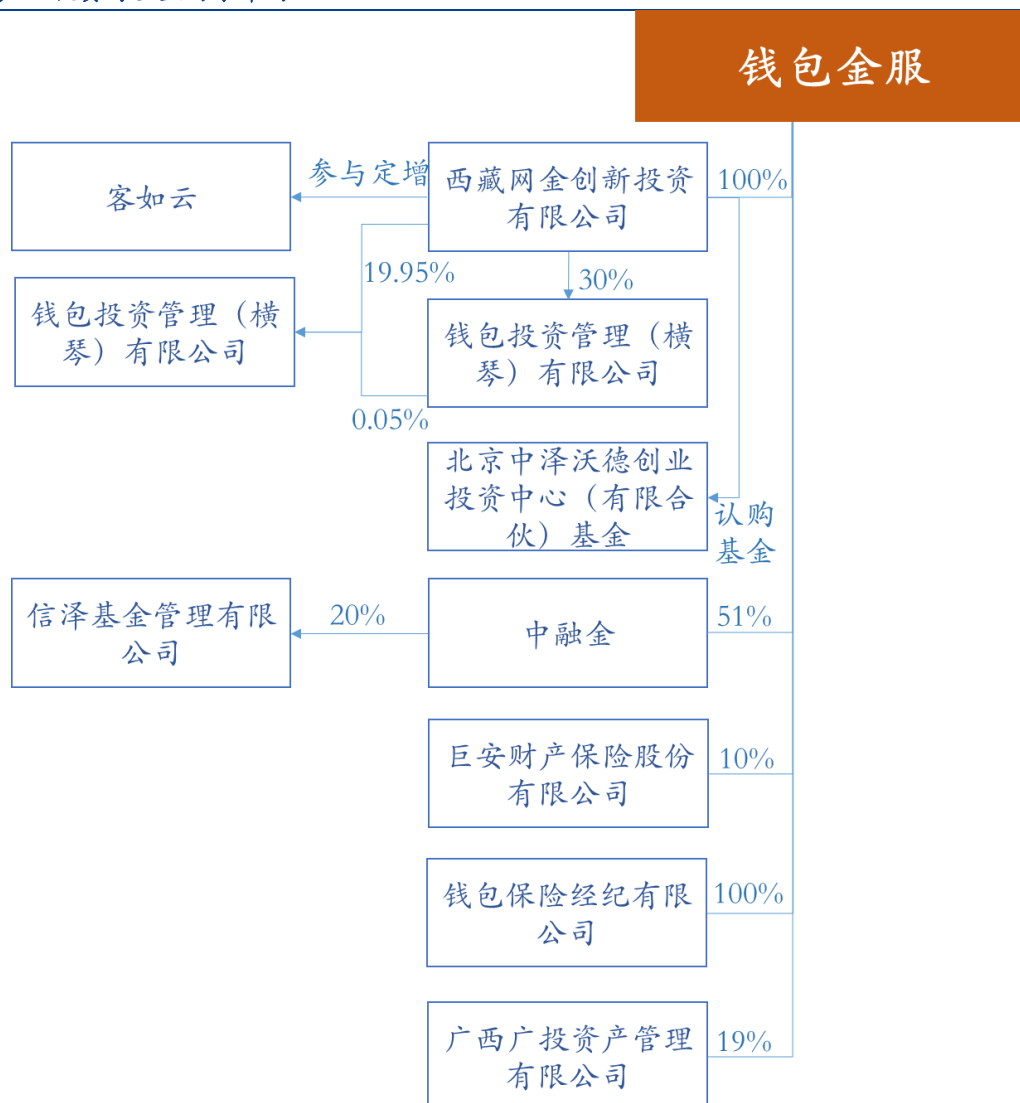 钱包金服
客如云
参与定增
西藏网金创新投资
有限公司
100%
19.95%
30%
钱包投资管理（横
琴）有限公司
钱包投资管理（横
琴）有限公司
0.05%
北京中泽沃德创业
投资中心（有限合
伙）基金
认购
基金
信泽基金管理有限
公司
20%
中融金
51%
巨安财产保险股份
有限公司
10%
钱包保险经纪有限
公司
100%
广西广投资产管理
有限公司
19%